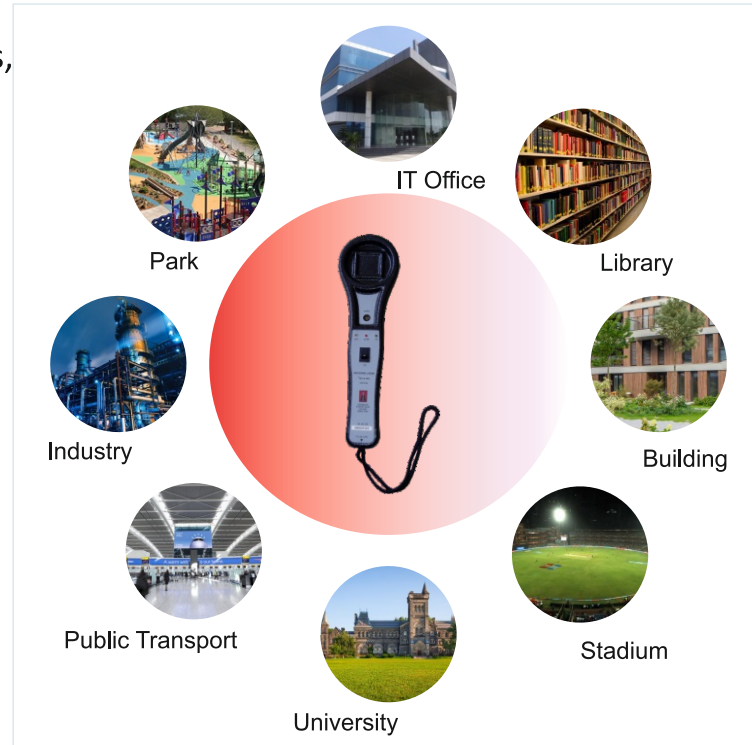 s,
IT Office
Park
Library
Industry
Building
Public Transport
Stadium
University